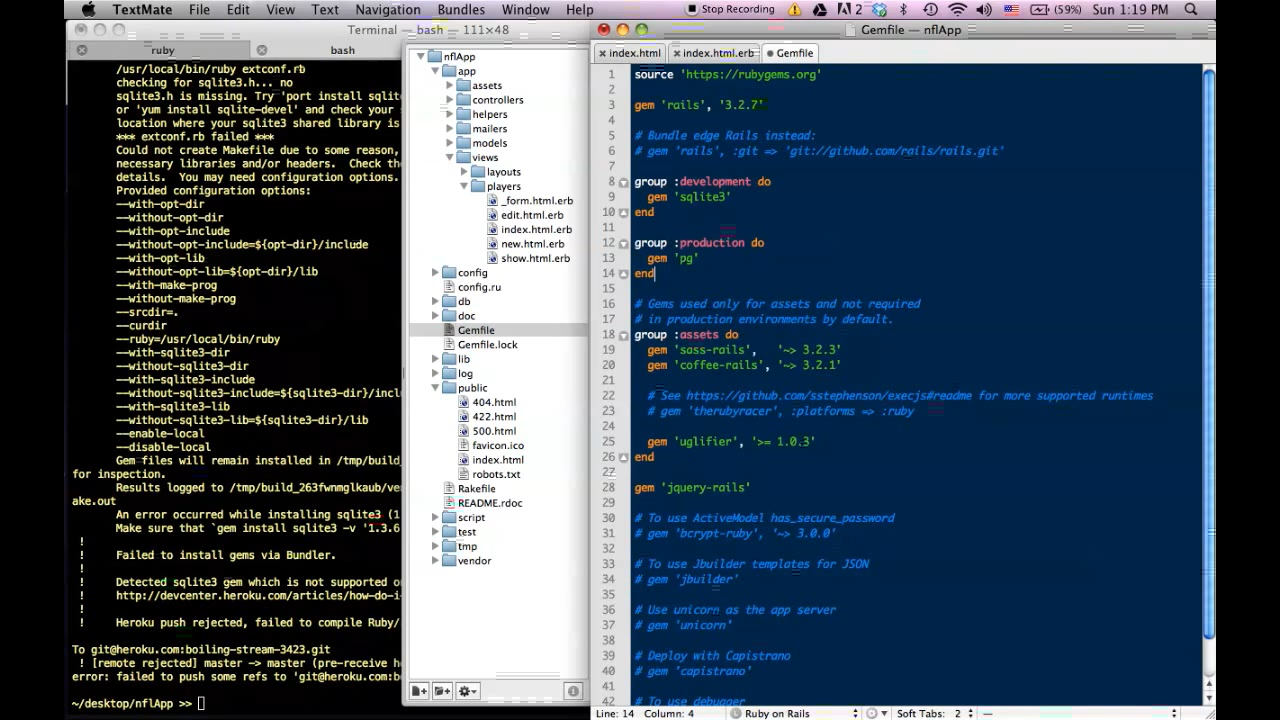 TextMate File Edit View Text Navigation Bundles Window Help Stop Recording 2 (59%) Sun 1:19 PM
Terminal — bash — 111×48
ruby bash
/usr/local/bin/ruby extconf.rb
checking for sqlite3.h... no
sqlite3.h is missing. Try 'port install sqlite
or 'yum install sqlite-devel' and check your s
location where your sqlite3 shared library is
*** extconf.rb failed ***
Could not create Makefile due to some reason,
necessary libraries and/or headers.  Check the
details.  You may need configuration options.
Provided configuration options:
--with-opt-dir
--without-opt-dir
--with-opt-include
--without-opt-include=${opt-dir}/include
--with-opt-lib
--without-opt-lib=${opt-dir}/lib
--with-make-prog
--without-make-prog
--srcdir=.
--curdir
--ruby=/usr/local/bin/ruby
--with-sqlite3-dir
--without-sqlite3-dir
--with-sqlite3-include
--without-sqlite3-include=${sqlite3-dir}/inclu
--with-sqlite3-lib
--without-sqlite3-lib=${sqlite3-dir}/lib
--enable-local
--disable-local
Gem files will remain installed in /tmp/build_
for inspection.
Results logged to /tmp/build_263fwnmglkaub/ve
ake.out
An error occurred while installing sqlite3 (1
Make sure that `gem install sqlite3 -v '1.3.6
!
! Failed to install gems via Bundler.
!
! Detected sqlite3 gem which is not supported o
! http://devcenter.heroku.com/articles/how-do-i-
!
! Heroku push rejected, failed to compile Ruby/
To git@heroku.com:boiling-stream-3423.git
! [remote rejected] master -> master (pre-receive h
error: failed to push some refs to 'git@heroku.com:b
~/desktop/nflApp >>
nflApp
app
assets
controllers
helpers
mailers
models
views
layouts
players
_form.html.erb
edit.html.erb
index.html.erb
new.html.erb
show.html.erb
config
config.ru
db
doc
Gemfile
Gemfile.lock
lib
log
public
404.html
422.html
500.html
favicon.ico
index.html
robots.txt
Rakefile
README.rdoc
script
test
tmp
vendor
Gemfile — nflApp
index.html index.html.erb Gemfile
1 source 'https://rubygems.org'
2
3 gem 'rails', '3.2.7'
4
5 # Bundle edge Rails instead:
6 # gem 'rails', :git => 'git://github.com/rails/rails.git'
7
8 group :development do
9 gem 'sqlite3'
10 end
11
12 group :production do
13 gem 'pg'
14 end
15
16 # Gems used only for assets and not required
17 # in production environments by default.
18 group :assets do
19 gem 'sass-rails',   '~> 3.2.3'
20 gem 'coffee-rails', '~> 3.2.1'
21
22 # See https://github.com/sstephenson/execjs#readme for more supported runtimes
23 # gem 'therubyracer', :platforms => :ruby
24
25 gem 'uglifier', '>= 1.0.3'
26 end
27
28 gem 'jquery-rails'
29
30 # To use ActiveModel has_secure_password
31 # gem 'bcrypt-ruby', '~> 3.0.0'
32
33 # To use Jbuilder templates for JSON
34 # gem 'jbuilder'
35
36 # Use unicorn as the app server
37 # gem 'unicorn'
38
39 # Deploy with Capistrano
40 # gem 'capistrano'
41
42 # To use debugger
Line: 14 Column: 4 Ruby on Rails Soft Tabs: 2 —